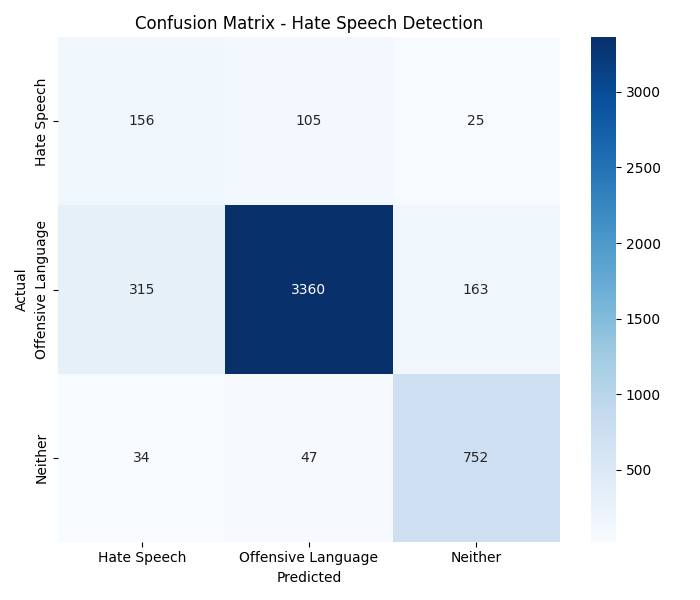 Confusion Matrix - Hate Speech Detection
Actual
Hate Speech
156 105 25
Offensive Language
315 3360 163
Neither
34 47 752
Hate Speech Offensive Language Neither
Predicted
3000
2500
2000
1500
1000
500